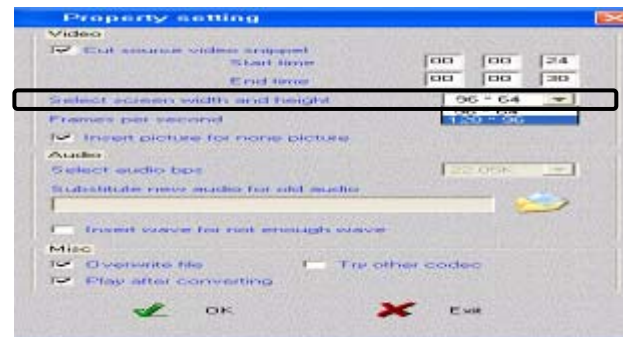 Property setting
Video
Cut source video snippet
Start time 00 00 24
End time 00 00 30
Select screen width and height 96 * 64
96 * 64
Frames per second 128 * 96
Insert picture for none picture
Audio
Select audio bps 22.05K
Substitute new audio for old audio
Insert wave for not enough wave
Misc
Overwrite file Try other codec
Play after converting
OK Exit